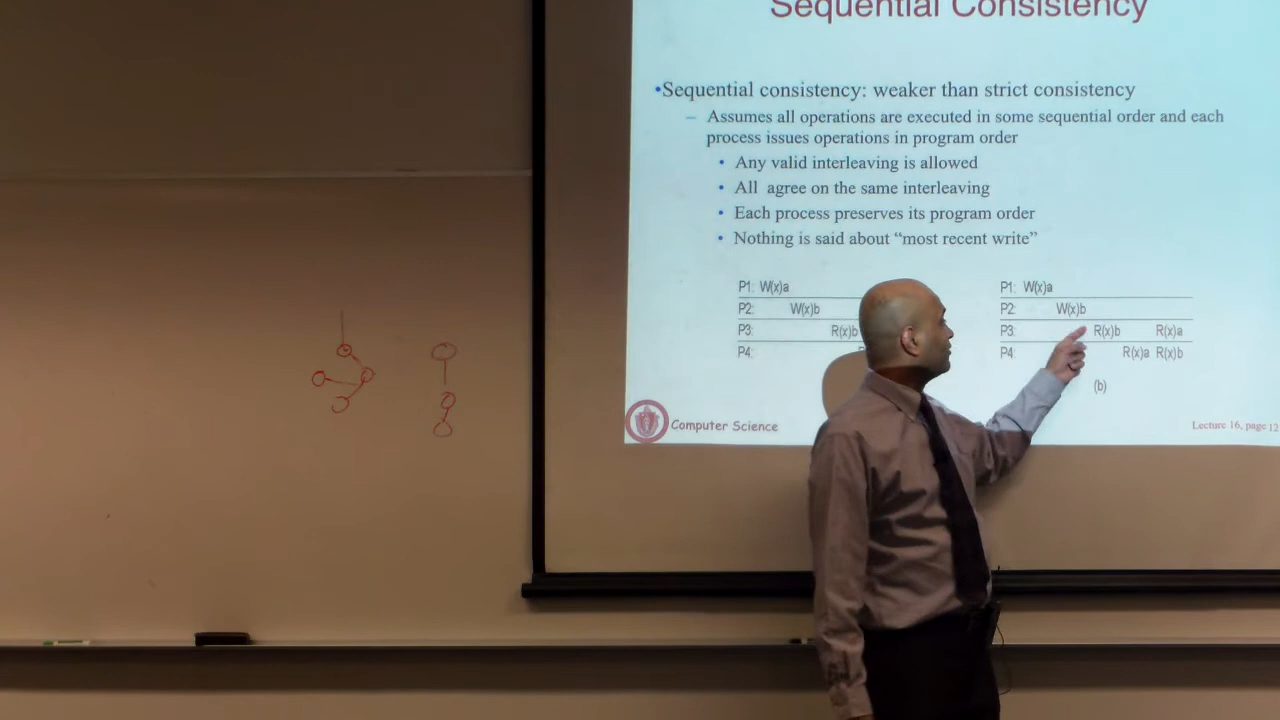 Sequential Consistency
•Sequential consistency: weaker than strict consistency
– Assumes all operations are executed in some sequential order and each
process issues operations in program order
• Any valid interleaving is allowed
• All agree on the same interleaving
• Each process preserves its program order
• Nothing is said about “most recent write”
P1: W(x)a
P2: W(x)b
P3: R(x)b
P4:
P1: W(x)a
P2: W(x)b
P3: R(x)b R(x)a
P4: R(x)a R(x)b
(b)
Computer Science
Lecture 16, page 12